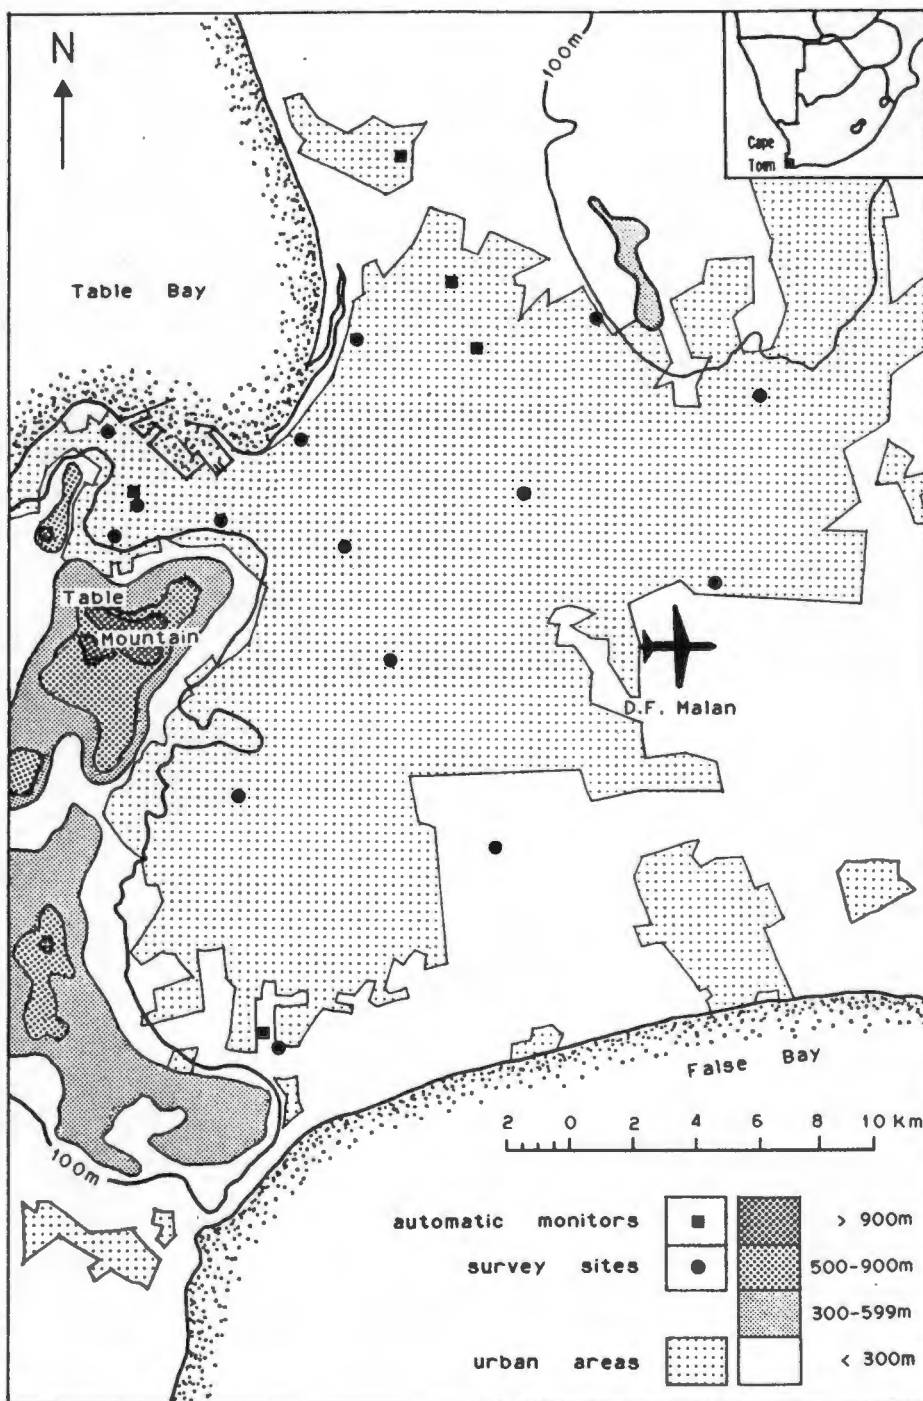 N
100m
Cape
Town
Table Bay
Table
Mountain
D.F. Malan
False Bay
2 0 2 4 6 8 10 Km
100m
automatic monitors
> 900m
survey sites
500-900m
300-599m
urban areas
< 300m